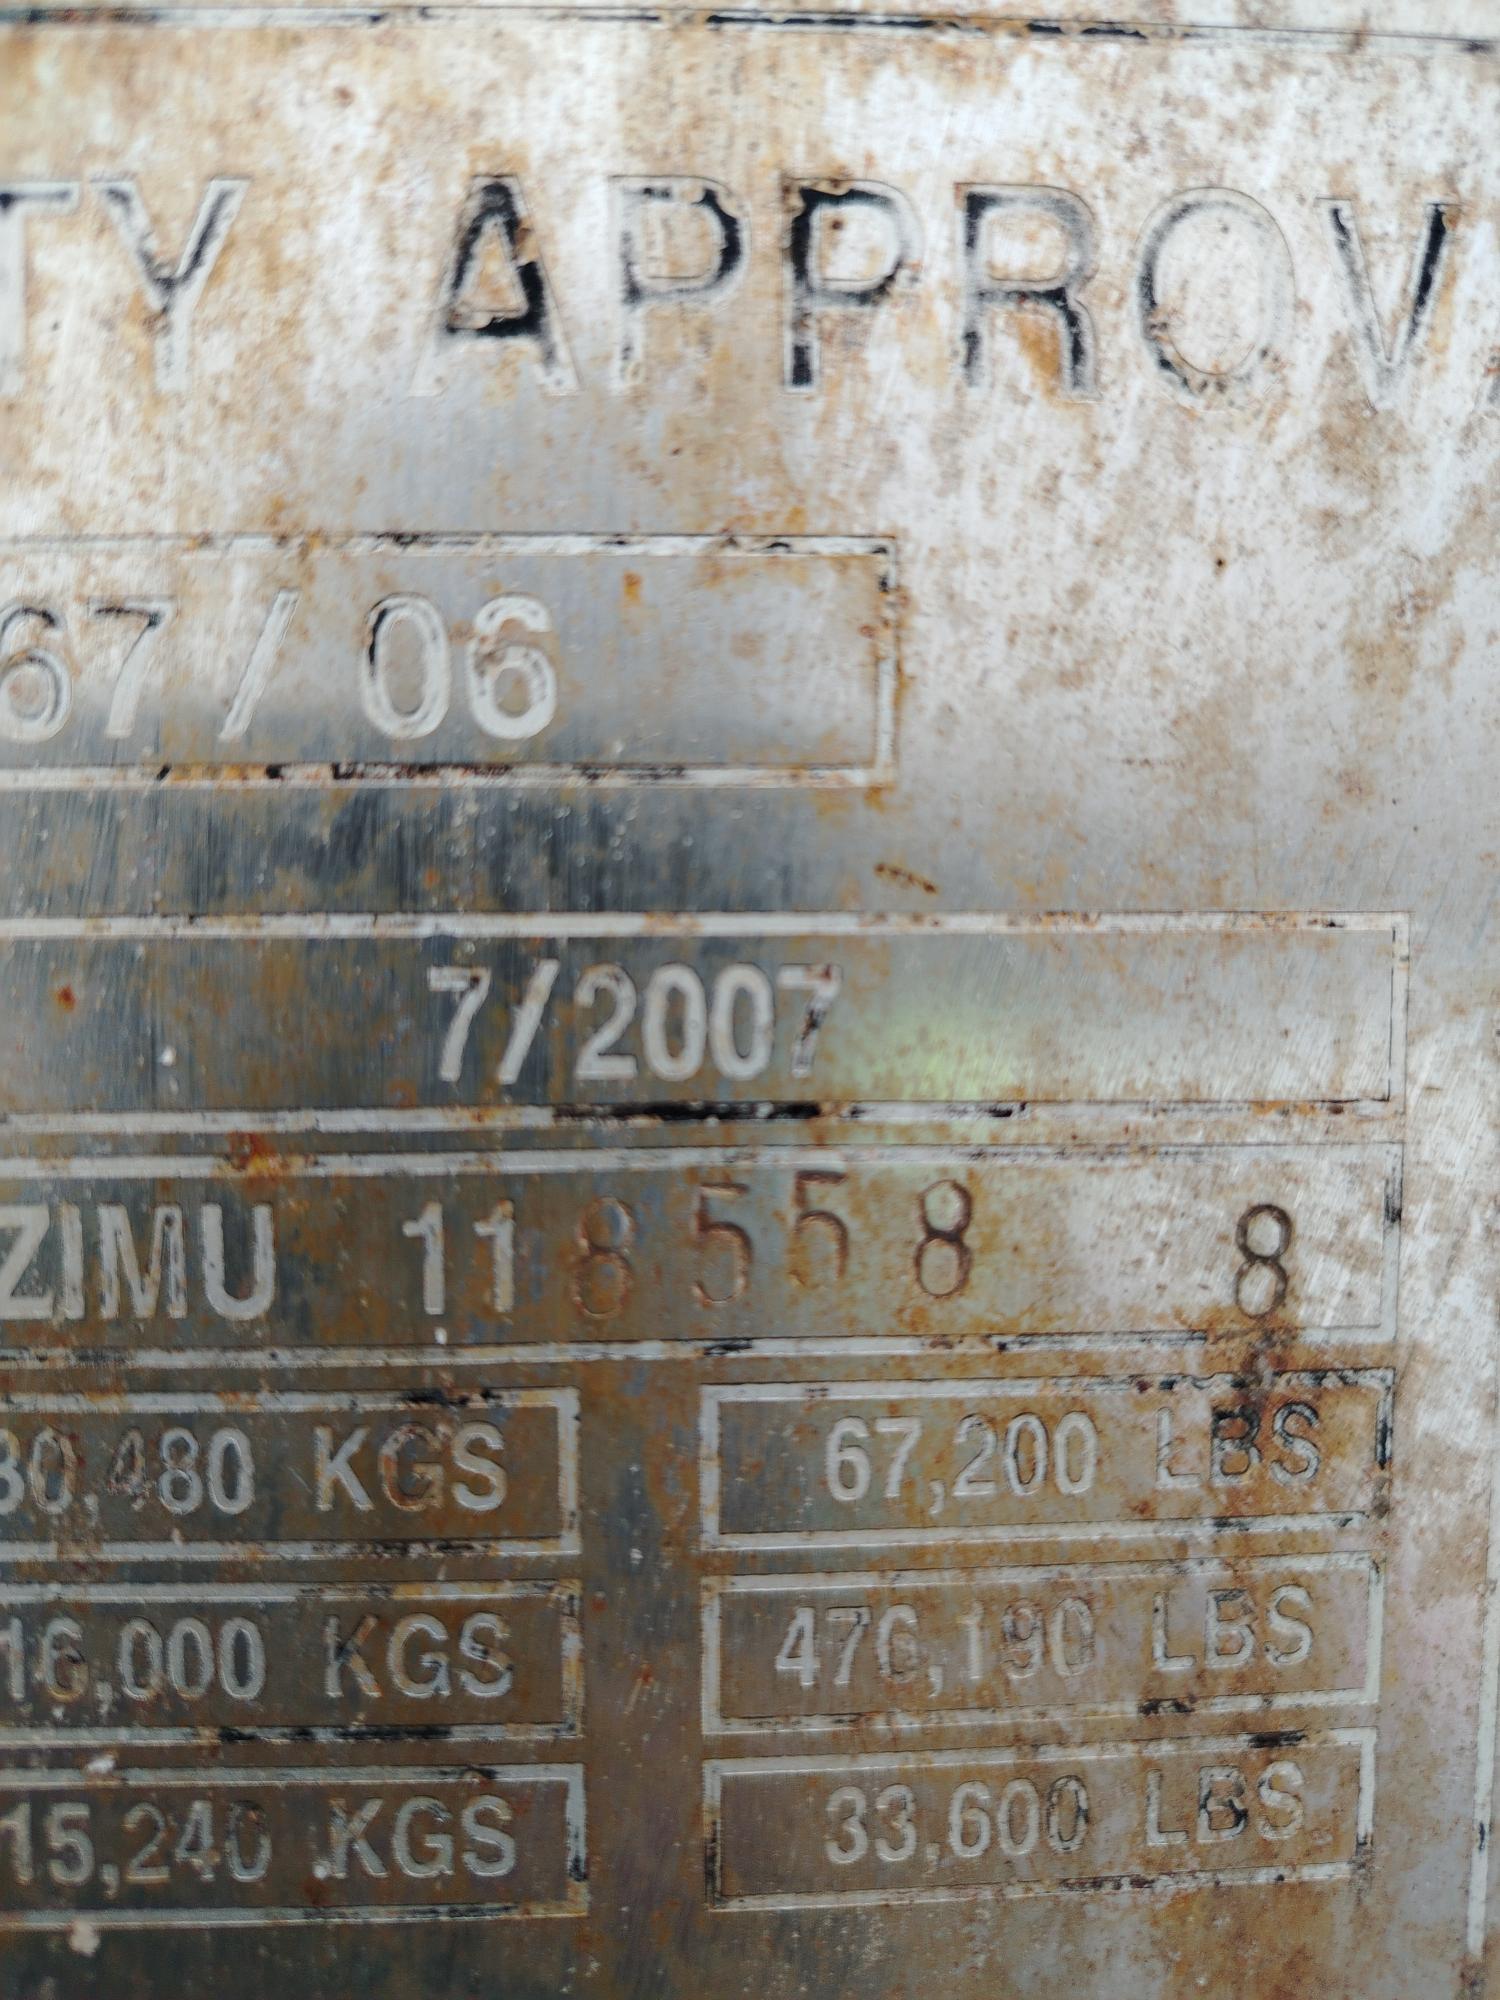 TY APPROV
67/06
7/2007
ZIMU 118558 8
30,480 KGS 67,200 LBS
16,000 KGS 476,190 LBS
15,240 KGS 33,600 LBS